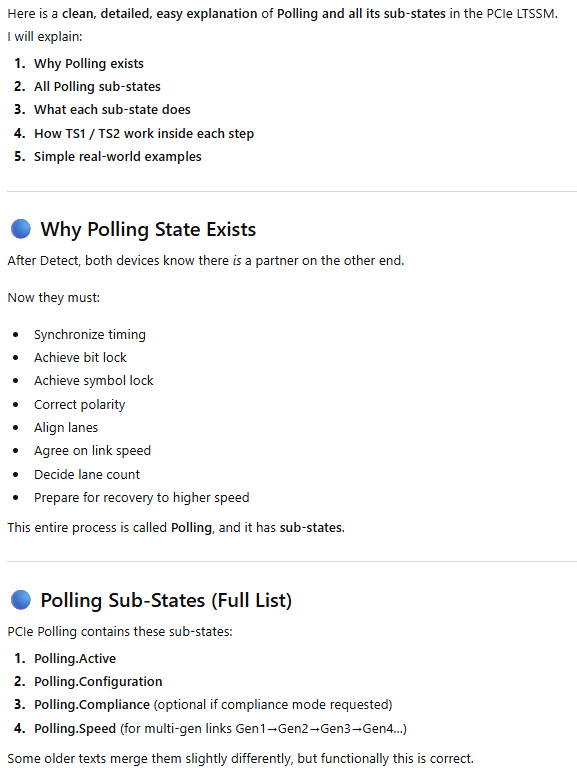 Here is a clean, detailed, easy explanation of Polling and all its sub-states in the PCIe LTSSM.
I will explain:
1. Why Polling exists
2. All Polling sub-states
3. What each sub-state does
4. How TS1 / TS2 work inside each step
5. Simple real-world examples
Why Polling State Exists
After Detect, both devices know there is a partner on the other end.
Now they must:
• Synchronize timing
• Achieve bit lock
• Achieve symbol lock
• Correct polarity
• Align lanes
• Agree on link speed
• Decide lane count
• Prepare for recovery to higher speed
This entire process is called Polling, and it has sub-states.
Polling Sub-States (Full List)
PCIe Polling contains these sub-states:
1. Polling.Active
2. Polling.Configuration
3. Polling.Compliance (optional if compliance mode requested)
4. Polling.Speed (for multi-gen links Gen1→Gen2→Gen3→Gen4...)
Some older texts merge them slightly differently, but functionally this is correct.